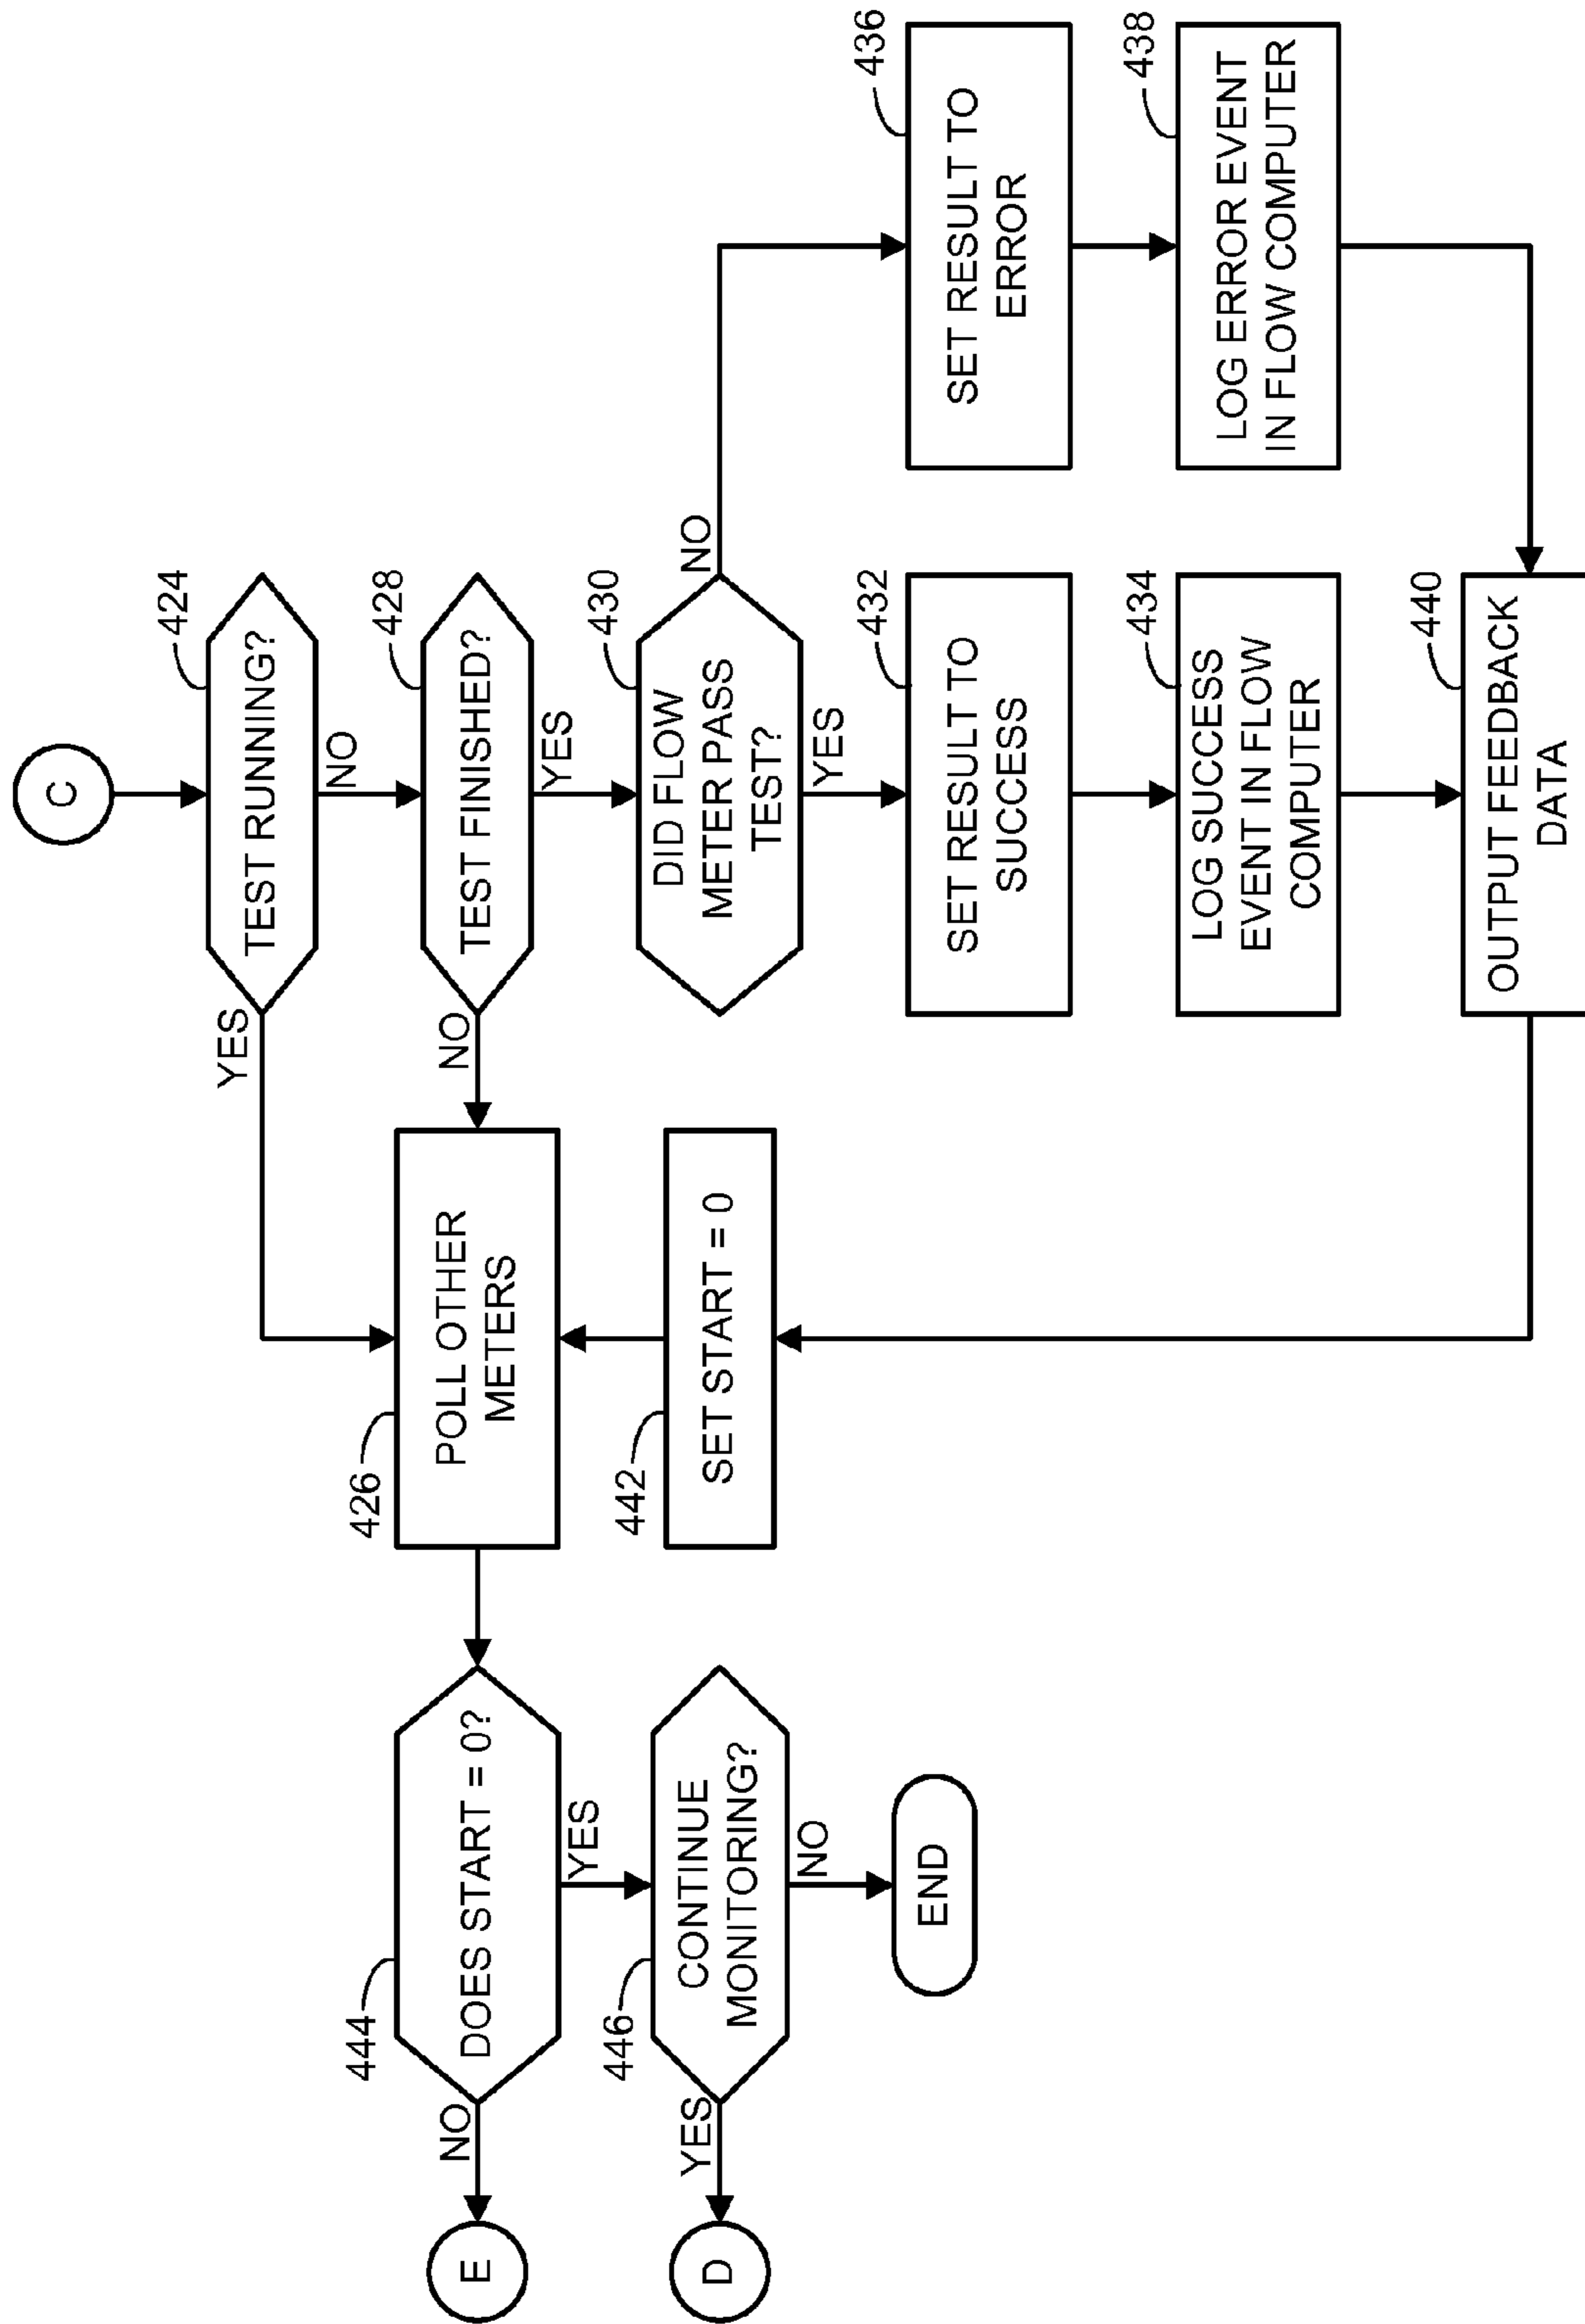 C
424
TEST RUNNING?
YES
NO
428
TEST FINISHED?
NO
YES
430
DID FLOW
METER PASS
TEST?
NO
YES
432
SET RESULT TO
SUCCESS
434
LOG SUCCESS
EVENT IN FLOW
COMPUTER
436
SET RESULT TO
ERROR
438
LOG ERROR EVENT
IN FLOW COMPUTER
440
OUTPUT FEEDBACK
DATA
442
SET START = 0
426
POLL OTHER
METERS
444
DOES START = 0?
NO
E
YES
446
CONTINUE
MONITORING?
YES
D
NO
END